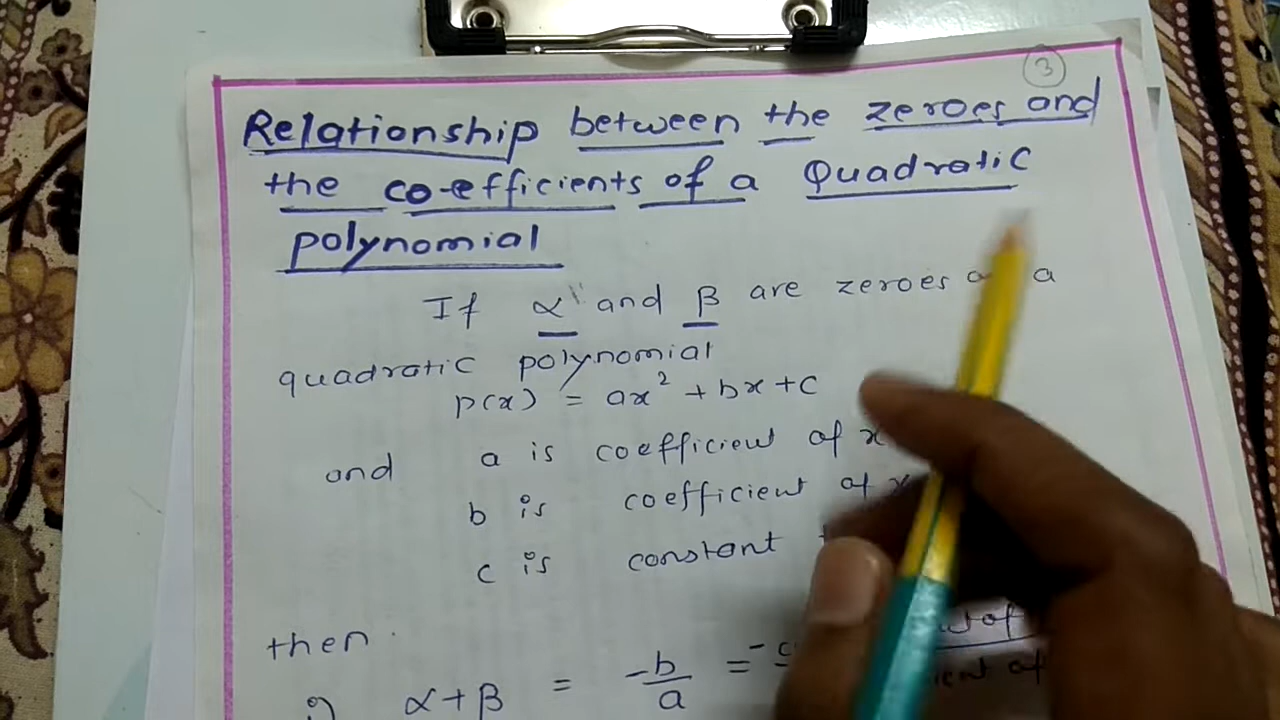 3
Relationship between the zeroes and
the co-efficients of a Quadratic
polynomial
If α and β are zeroes a
quadratic polynomial
p(x) = ax² + bx + c
and a is coefficient of x
b is coefficient of x
c is constant
then
i) α + β = -b/a = -